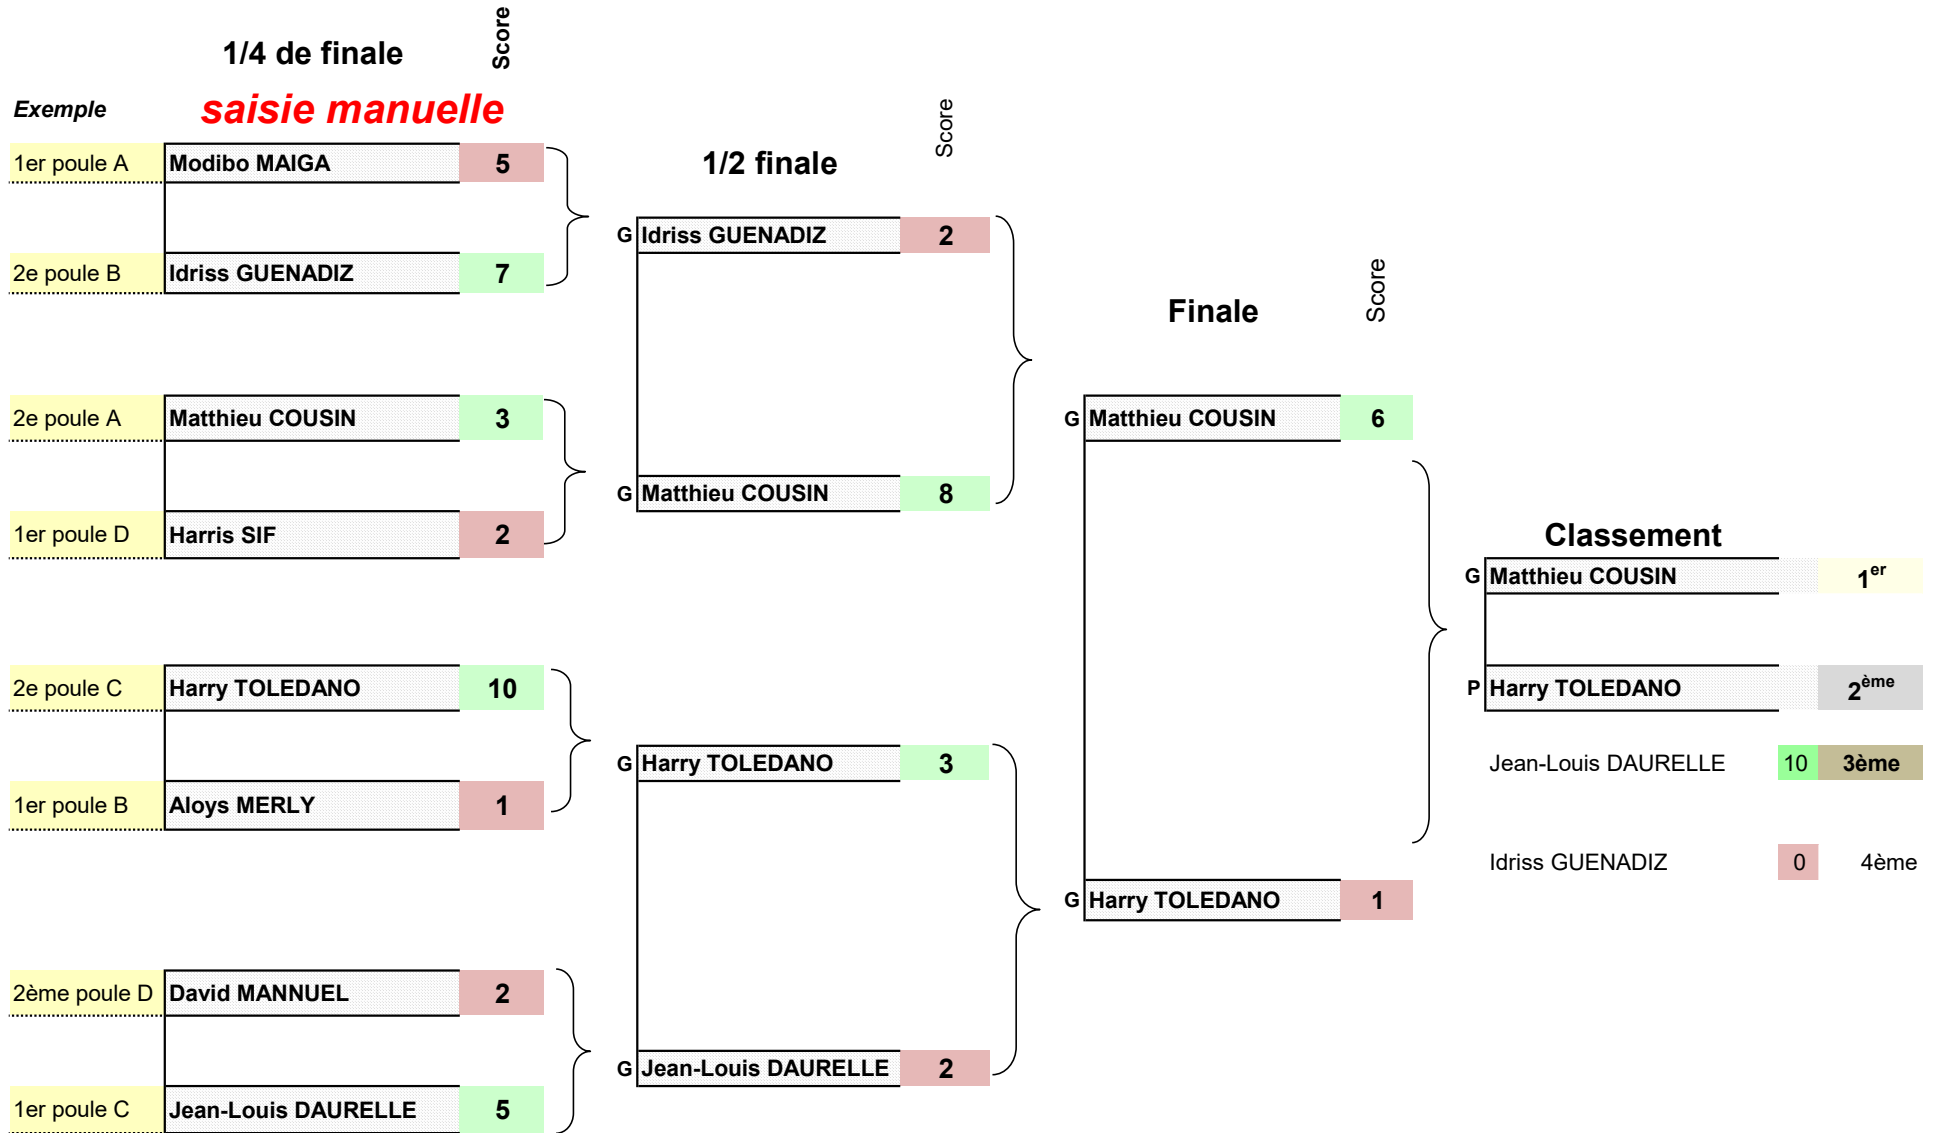 1/4 de finale
Score
Exemple
saisie manuelle
1er poule A Modibo MAIGA 5
2e poule B Idriss GUENADIZ 7
2e poule A Matthieu COUSIN 3
1er poule D Harris SIF 2
2e poule C Harry TOLEDANO 10
1er poule B Aloys MERLY 1
2ème poule D David MANNUEL 2
1er poule C Jean-Louis DAURELLE 5
1/2 finale
Score
G Idriss GUENADIZ 2
G Matthieu COUSIN 8
G Harry TOLEDANO 3
G Jean-Louis DAURELLE 2
Finale
Score
G Matthieu COUSIN 6
G Harry TOLEDANO 1
Classement
G Matthieu COUSIN 1er
P Harry TOLEDANO 2ème
Jean-Louis DAURELLE 10 3ème
Idriss GUENADIZ 0 4ème